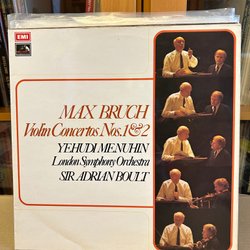 EMI
MAX BRUCH
Violin Concertos Nos. 1 & 2
YEHUDI MENUHIN
London Symphony Orchestra
SIR ADRIAN BOULT